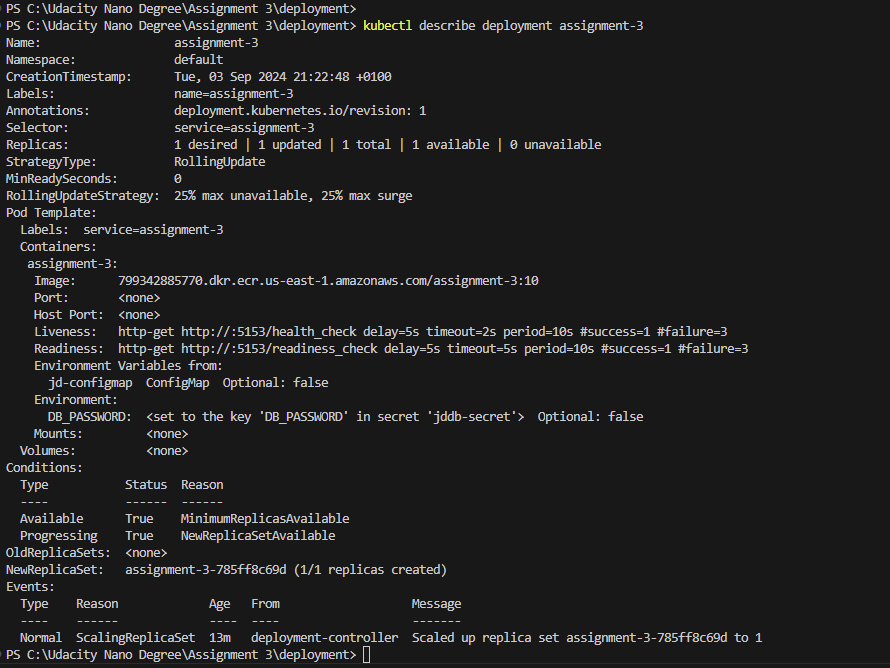 PS C:\Udacity Nano Degree\Assignment 3\deployment>
PS C:\Udacity Nano Degree\Assignment 3\deployment> kubectl describe deployment assignment-3
Name:                   assignment-3
Namespace:              default
CreationTimestamp:      Tue, 03 Sep 2024 21:22:48 +0100
Labels:                 name=assignment-3
Annotations:            deployment.kubernetes.io/revision: 1
Selector:               service=assignment-3
Replicas:               1 desired | 1 updated | 1 total | 1 available | 0 unavailable
StrategyType:           RollingUpdate
MinReadySeconds:        0
RollingUpdateStrategy:  25% max unavailable, 25% max surge
Pod Template:
  Labels:  service=assignment-3
  Containers:
   assignment-3:
    Image:      799342885770.dkr.ecr.us-east-1.amazonaws.com/assignment-3:10
    Port:       <none>
    Host Port:  <none>
    Liveness:   http-get http://:5153/health_check delay=5s timeout=2s period=10s #success=1 #failure=3
    Readiness:  http-get http://:5153/readiness_check delay=5s timeout=5s period=10s #success=1 #failure=3
    Environment Variables from:
      jd-configmap  ConfigMap  Optional: false
    Environment:
      DB_PASSWORD:  <set to the key 'DB_PASSWORD' in secret 'jddb-secret'>  Optional: false
    Mounts:         <none>
  Volumes:          <none>
Conditions:
  Type           Status  Reason
  ----           ------  ------
  Available      True    MinimumReplicasAvailable
  Progressing    True    NewReplicaSetAvailable
OldReplicaSets:  <none>
NewReplicaSet:   assignment-3-785ff8c69d (1/1 replicas created)
Events:
  Type    Reason             Age   From                   Message
  ----    ------             ----  ----                   -------
  Normal  ScalingReplicaSet  13m   deployment-controller  Scaled up replica set assignment-3-785ff8c69d to 1
PS C:\Udacity Nano Degree\Assignment 3\deployment>